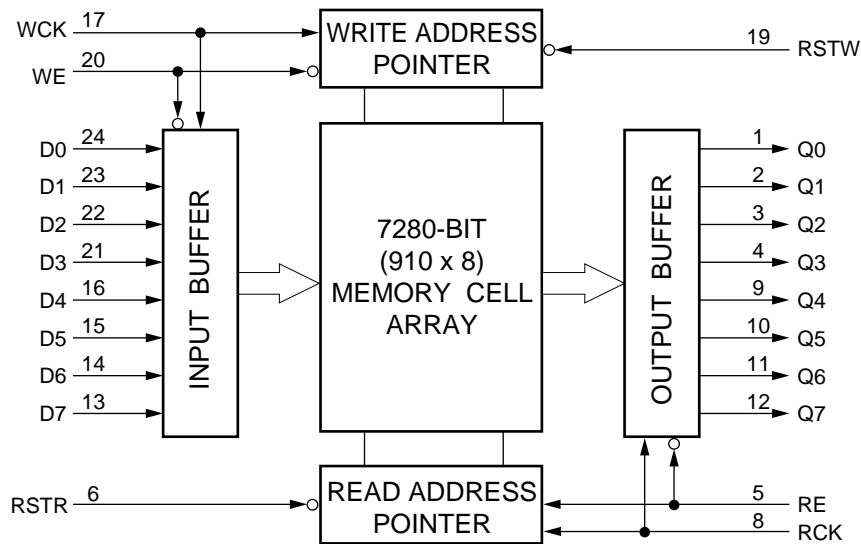 WCK 17
WRITE ADDRESS
POINTER
19 RSTW
WE 20
D0 24
D1 23
D2 22
D3 21
D4 16
D5 15
D6 14
D7 13
INPUT BUFFER
7280-BIT
(910 x 8)
MEMORY CELL
ARRAY
OUTPUT BUFFER
1 Q0
2 Q1
3 Q2
4 Q3
9 Q4
10 Q5
11 Q6
12 Q7
RSTR 6
READ ADDRESS
POINTER
5 RE
8 RCK